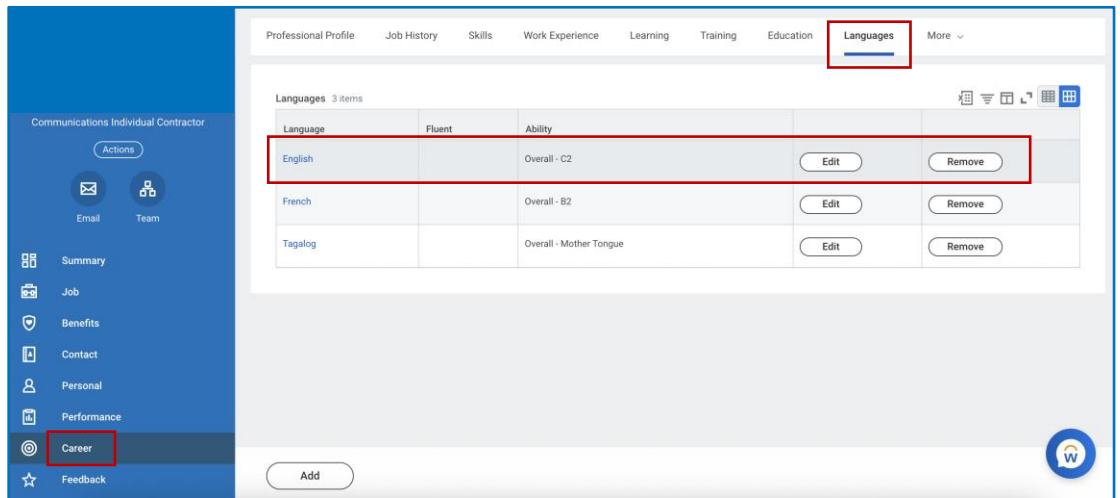 Professional Profile Job History Skills Work Experience Learning Training Education Languages More
Languages 3 items
Communications Individual Contractor
Actions
Email Team
Summary
Job
Benefits
Contact
Personal
Performance
Career
Feedback
Language Fluent Ability
English Overall - C2 Edit Remove
French Overall - B2 Edit Remove
Tagalog Overall - Mother Tongue Edit Remove
Add
w